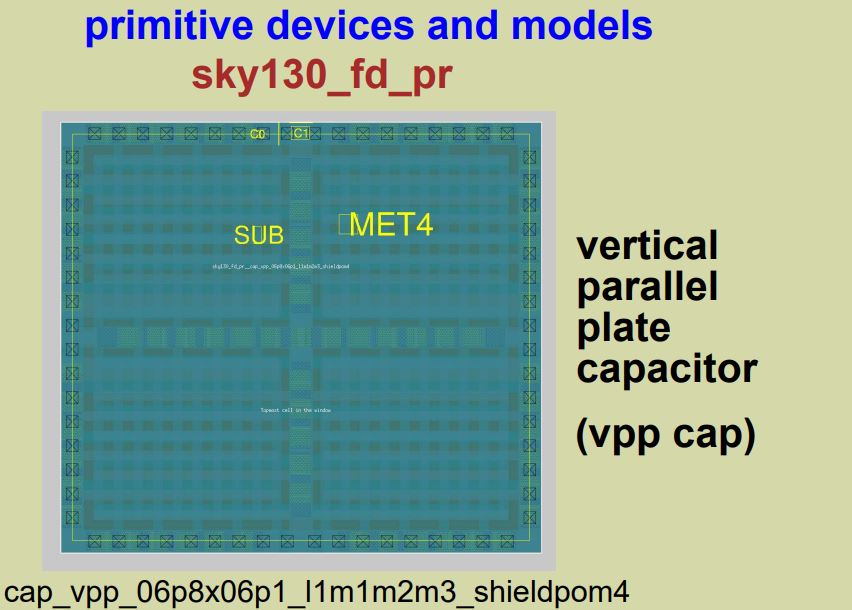 primitive devices and models
sky130_fd_pr
C0 C1
SUB
MET4
sky130_fd_pr__cap_vpp_06p8x06p1_l1m1m2m3_shieldpom4
Topmost cell in the window
vertical
parallel
plate
capacitor
(vpp cap)
cap_vpp_06p8x06p1_l1m1m2m3_shieldpom4